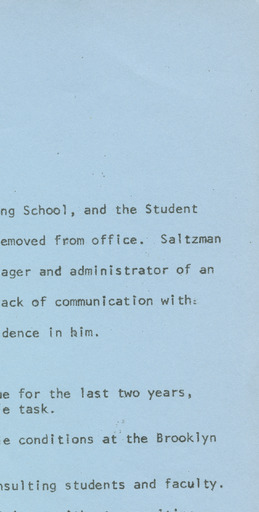 ng School, and the Student
emoved from office. Saltzman
ager and administrator of an
ack of communication with
dence in him.
e for the last two years,
e task.
e conditions at the Brooklyn
nsulting students and faculty.